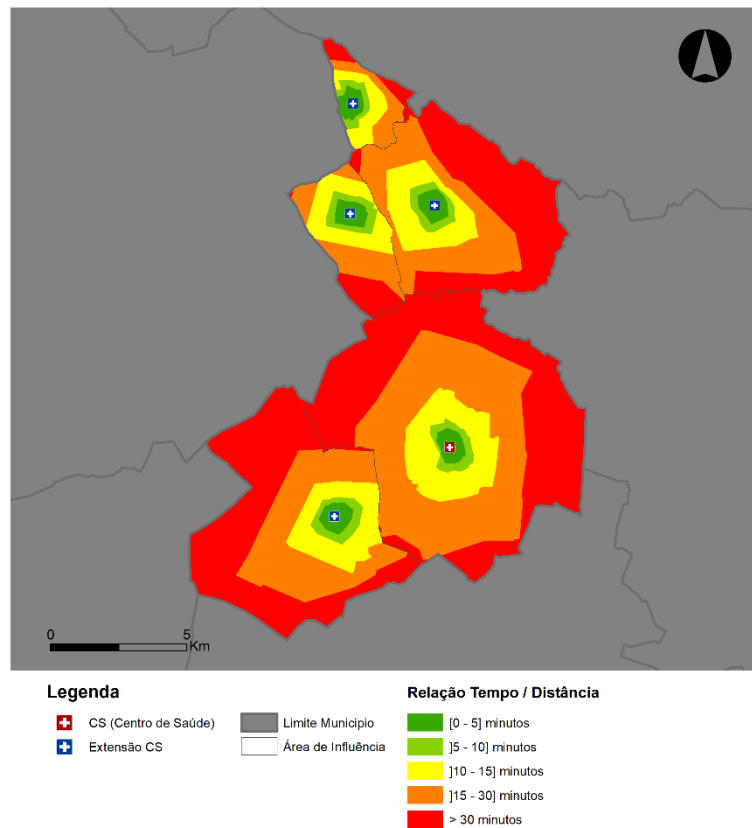 0 5
Km
Legenda
CS (Centro de Saúde)
Extensão CS
Limite Municipio
Área de Influência
Relação Tempo / Distância
[0 - 5] minutos
]5 - 10] minutos
]10 - 15] minutos
]15 - 30] minutos
> 30 minutos